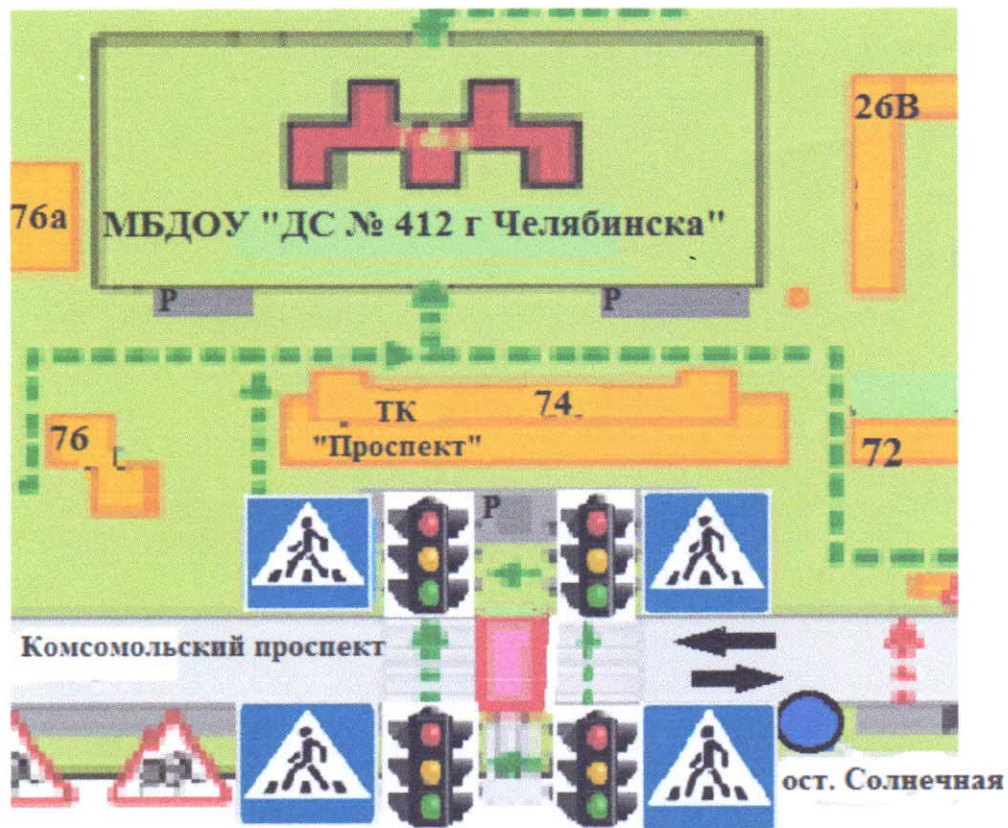 26В
76а
МБДОУ "ДС № 412 г Челябинска"
Р
Р
ТК
74
"Проспект"
76
72
Р
Комсомольский проспект
ост. Солнечная